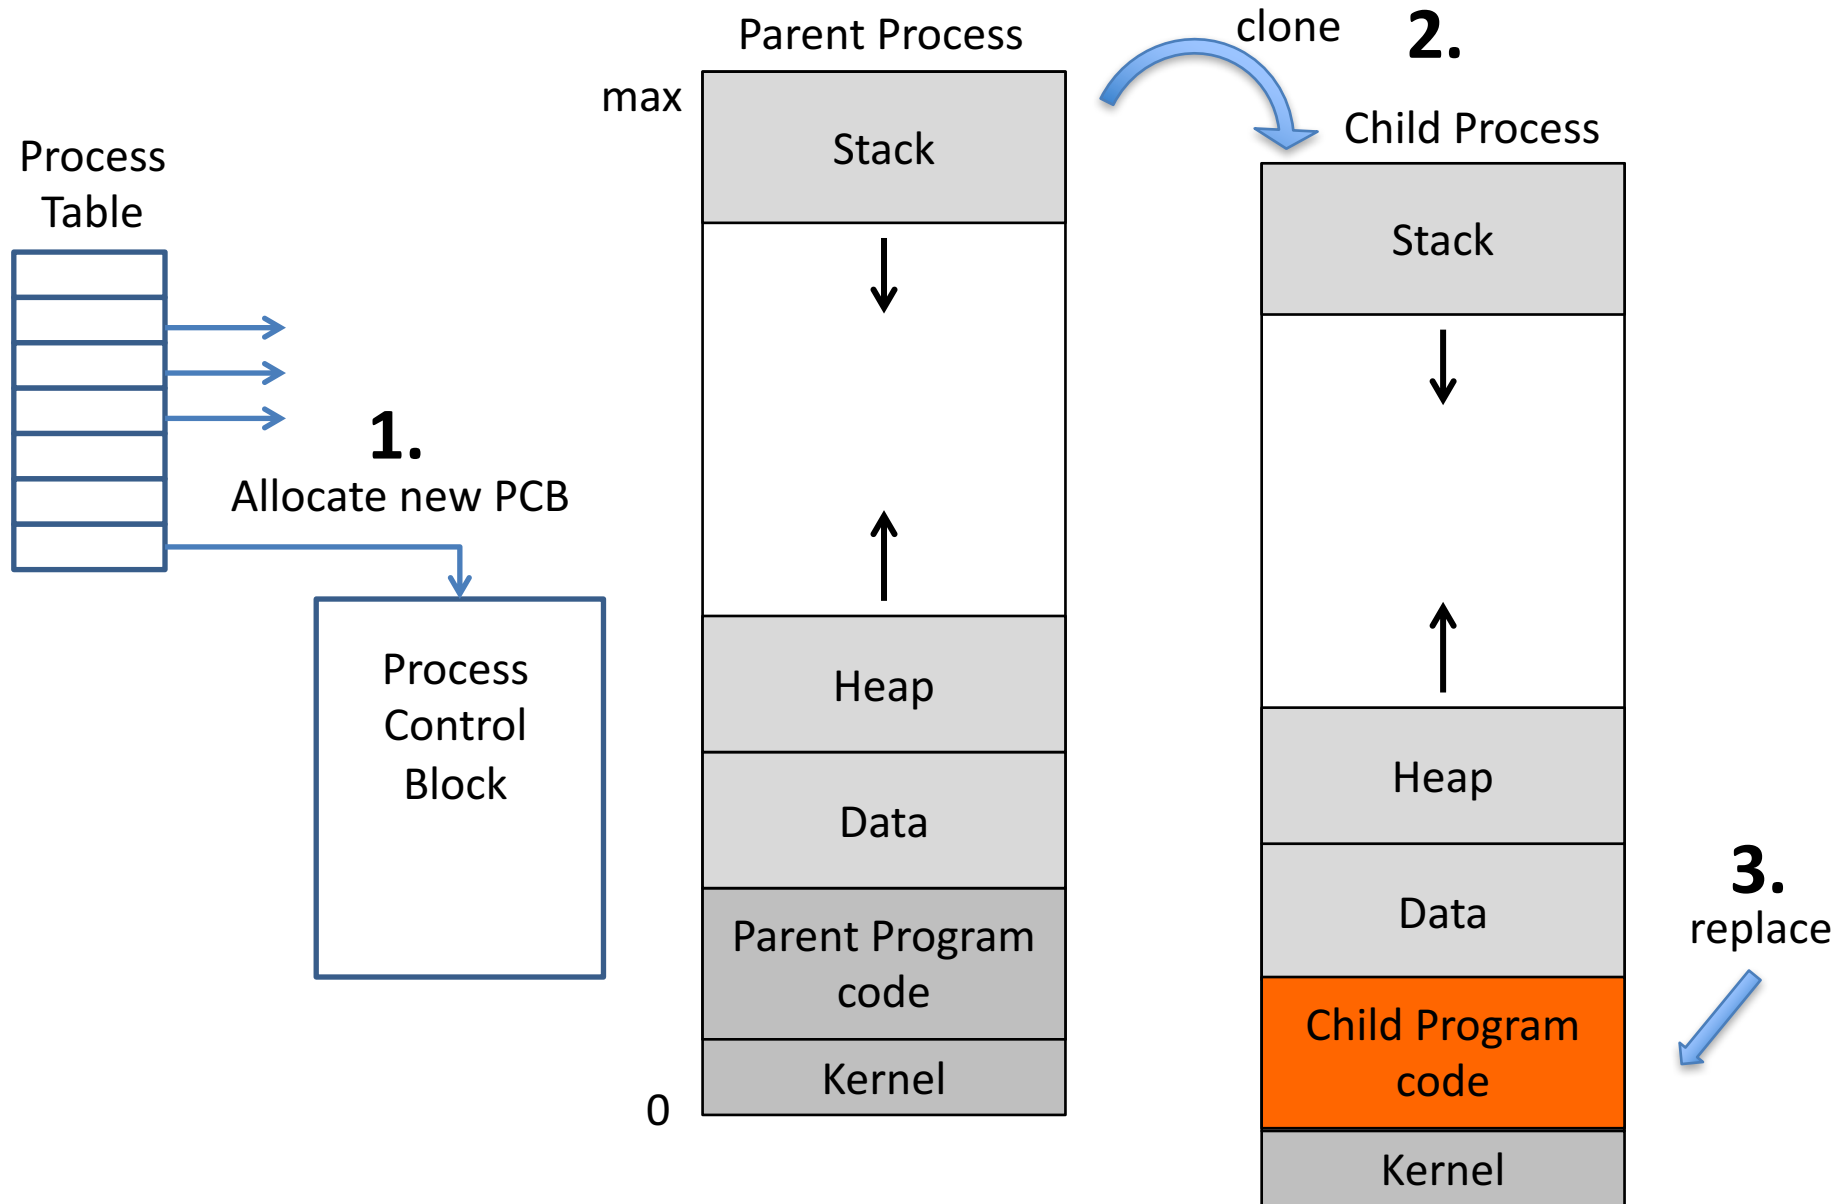 Process
Table
1.
Allocate new PCB
Process
Control
Block
Parent Process
max
Stack
Heap
Data
Parent Program
code
Kernel
0
clone
2.
Child Process
Stack
Heap
Data
Child Program
code
Kernel
3.
replace